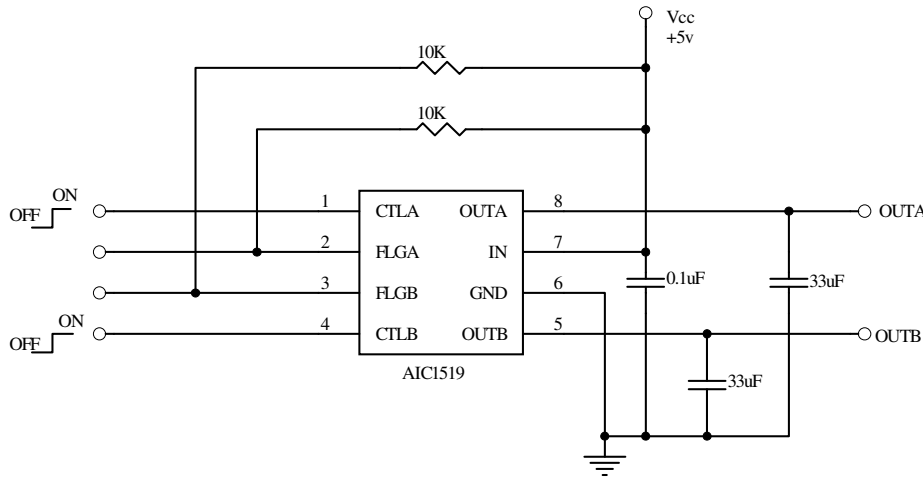 Vcc
+5v
10K
10K
ON
OFF
1
CTLA
OUTA
8
OUTA
2
FLGA
IN
7
3
FLGB
GND
6
0.1uF
33uF
ON
OFF
4
CTLB
OUTB
5
OUTB
AIC1519
33uF